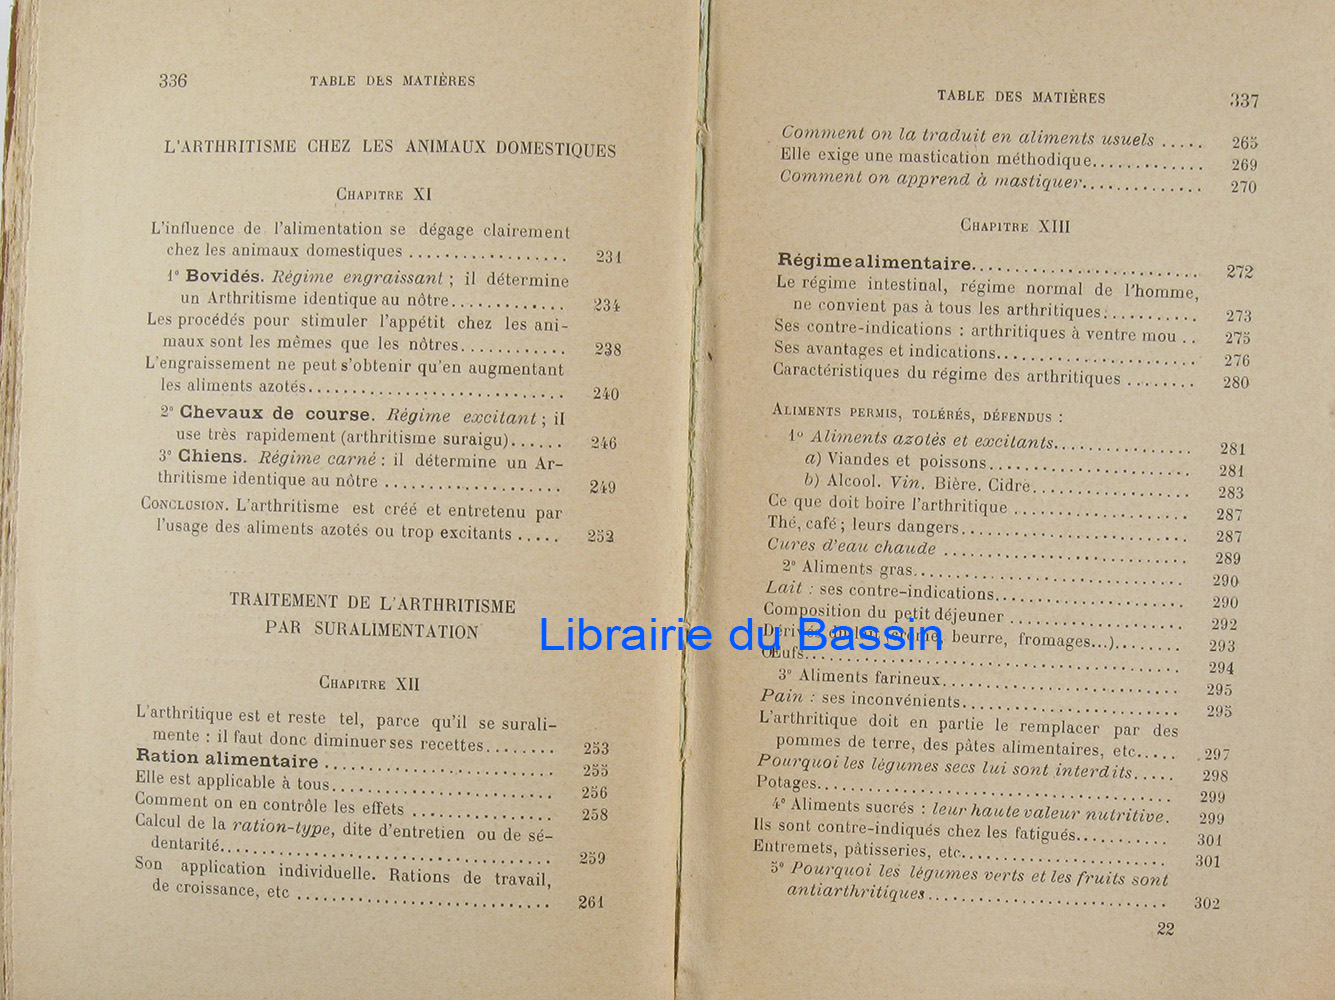 336 TABLE DES MATIÈRES
L'ARTHRITISME CHEZ LES ANIMAUX DOMESTIQUES
CHAPITRE XI
L'influence de l'alimentation se dégage clairement
chez les animaux domestiques .................. 231
1° Bovidés. Régime engraissant ; il détermine
un Arthritisme identique au nôtre............. 234
Les procédés pour stimuler l'appétit chez les ani-
maux sont les mêmes que les nôtres............ 238
L'engraissement ne peut s'obtenir qu'en augmentant
les aliments azotés............................. 240
2° Chevaux de course. Régime excitant ; il
use très rapidement (arthritisme suraigu)...... 246
3° Chiens. Régime carné : il détermine un Ar-
thritisme identique au nôtre .................... 249
CONCLUSION. L'arthritisme est créé et entretenu par
l'usage des aliments azotés ou trop excitants ..... 252
TRAITEMENT DE L'ARTHRITISME
PAR SURALIMENTATION
CHAPITRE XII
L'arthritique est et reste tel, parce qu'il se surali-
mente : il faut donc diminuer ses recettes........ 253
Ration alimentaire .......................... 255
Elle est applicable à tous......................... 256
Comment on en contrôle les effets ................ 258
Calcul de la ration-type, dite d'entretien ou de sé-
dentarité..................................... 259
Son application individuelle. Rations de travail,
de croissance, etc ............................. 261
TABLE DES MATIÈRES 337
Comment on la traduit en aliments usuels ..... 265
Elle exige une mastication méthodique............. 269
Comment on apprend à mastiquer.............. 270
CHAPITRE XIII
Régime alimentaire.......................... 272
Le régime intestinal, régime normal de l'homme,
ne convient pas à tous les arthritiques........... 273
Ses contre-indications : arthritiques à ventre mou .. 275
Ses avantages et indications....................... 276
Caractéristiques du régime des arthritiques ........ 280
ALIMENTS PERMIS, TOLÉRÉS, DÉFENDUS :
1° Aliments azotés et excitants................ 281
a) Viandes et poissons....................... 281
b) Alcool. Vin. Bière. Cidre.................. 283
Ce que doit boire l'arthritique .................... 287
Thé, café ; leurs dangers.......................... 287
Cures d'eau chaude ............................ 289
2° Aliments gras............................... 290
Lait : ses contre-indications...................... 290
Composition du petit déjeuner .................... 292
Dérivés du lait (crème, beurre, fromages...)........ 293
Œufs............................................. 294
3° Aliments farineux........................... 295
Pain : ses inconvénients.......................... 295
L'arthritique doit en partie le remplacer par des
pommes de terre, des pâtes alimentaires, etc..... 297
Pourquoi les légumes secs lui sont interdits..... 298
Potages.......................................... 299
4° Aliments sucrés : leur haute valeur nutritive. 299
Ils sont contre-indiqués chez les fatigués........... 301
Entremets, pâtisseries, etc......................... 301
5° Pourquoi les légumes verts et les fruits sont
antiarthritiques............................. 302
22
Librairie du Bassin